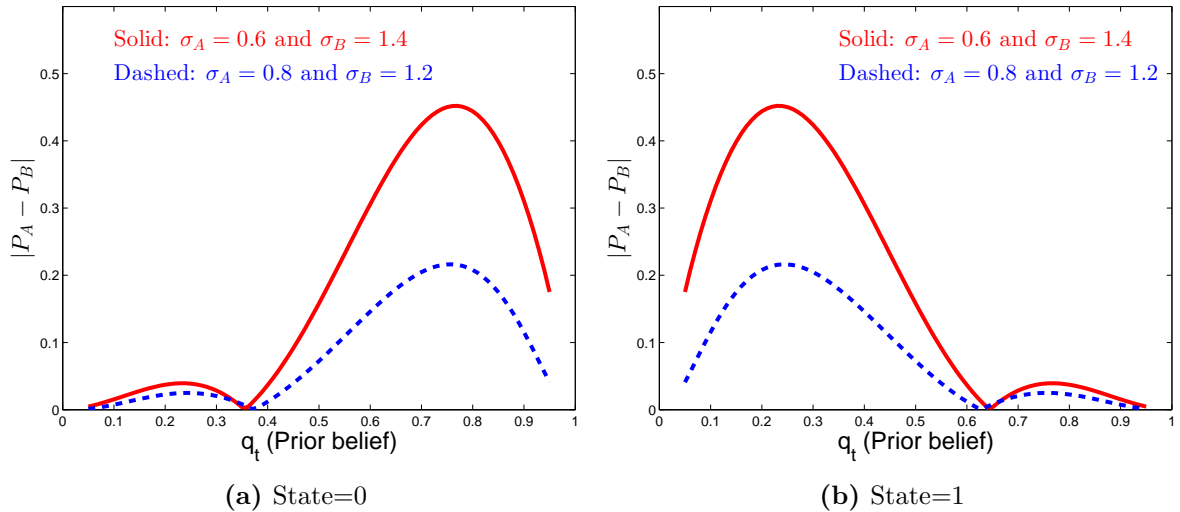 Solid: σ_A = 0.6 and σ_B = 1.4
Dashed: σ_A = 0.8 and σ_B = 1.2
|P_A − P_B|
0.5
0.4
0.3
0.2
0.1
0
0 0.1 0.2 0.3 0.4 0.5 0.6 0.7 0.8 0.9 1
q_t (Prior belief)
(a) State=0
Solid: σ_A = 0.6 and σ_B = 1.4
Dashed: σ_A = 0.8 and σ_B = 1.2
|P_A − P_B|
0.5
0.4
0.3
0.2
0.1
0
0 0.1 0.2 0.3 0.4 0.5 0.6 0.7 0.8 0.9 1
q_t (Prior belief)
(b) State=1